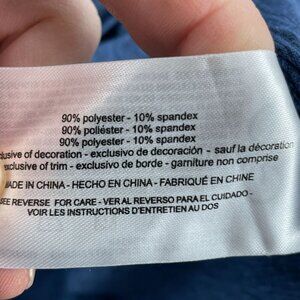 90% polyester - 10% spandex
90% poliéster - 10% spandex
90% polyester - 10% spandex
clusive of decoration - exclusivo de decoración - sauf la décoration
exclusive of trim - exclusivo de borde - garniture non comprise
MADE IN CHINA - HECHO EN CHINA - FABRIQUÉ EN CHINE
SEE REVERSE FOR CARE - VER AL REVERSO PARA EL CUIDADO -
VOIR LES INSTRUCTIONS D'ENTRETIEN AU DOS